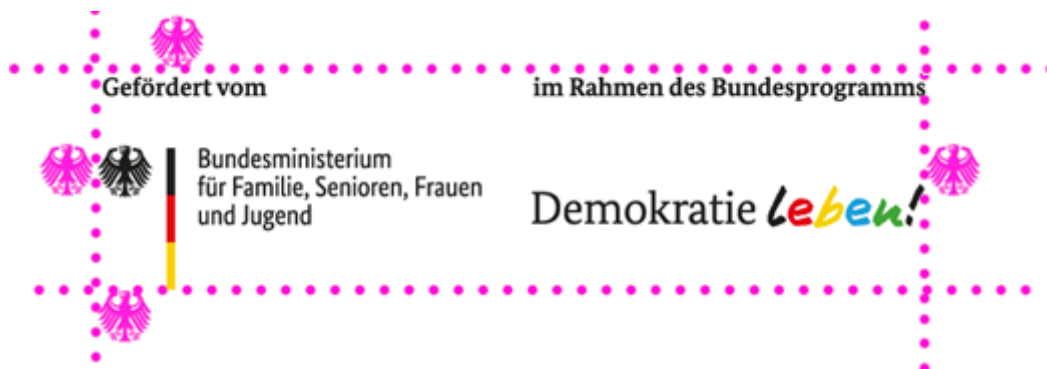 Gefördert vom
im Rahmen des Bundesprogramms
Bundesministerium
für Familie, Senioren, Frauen
und Jugend
Demokratie Leben!